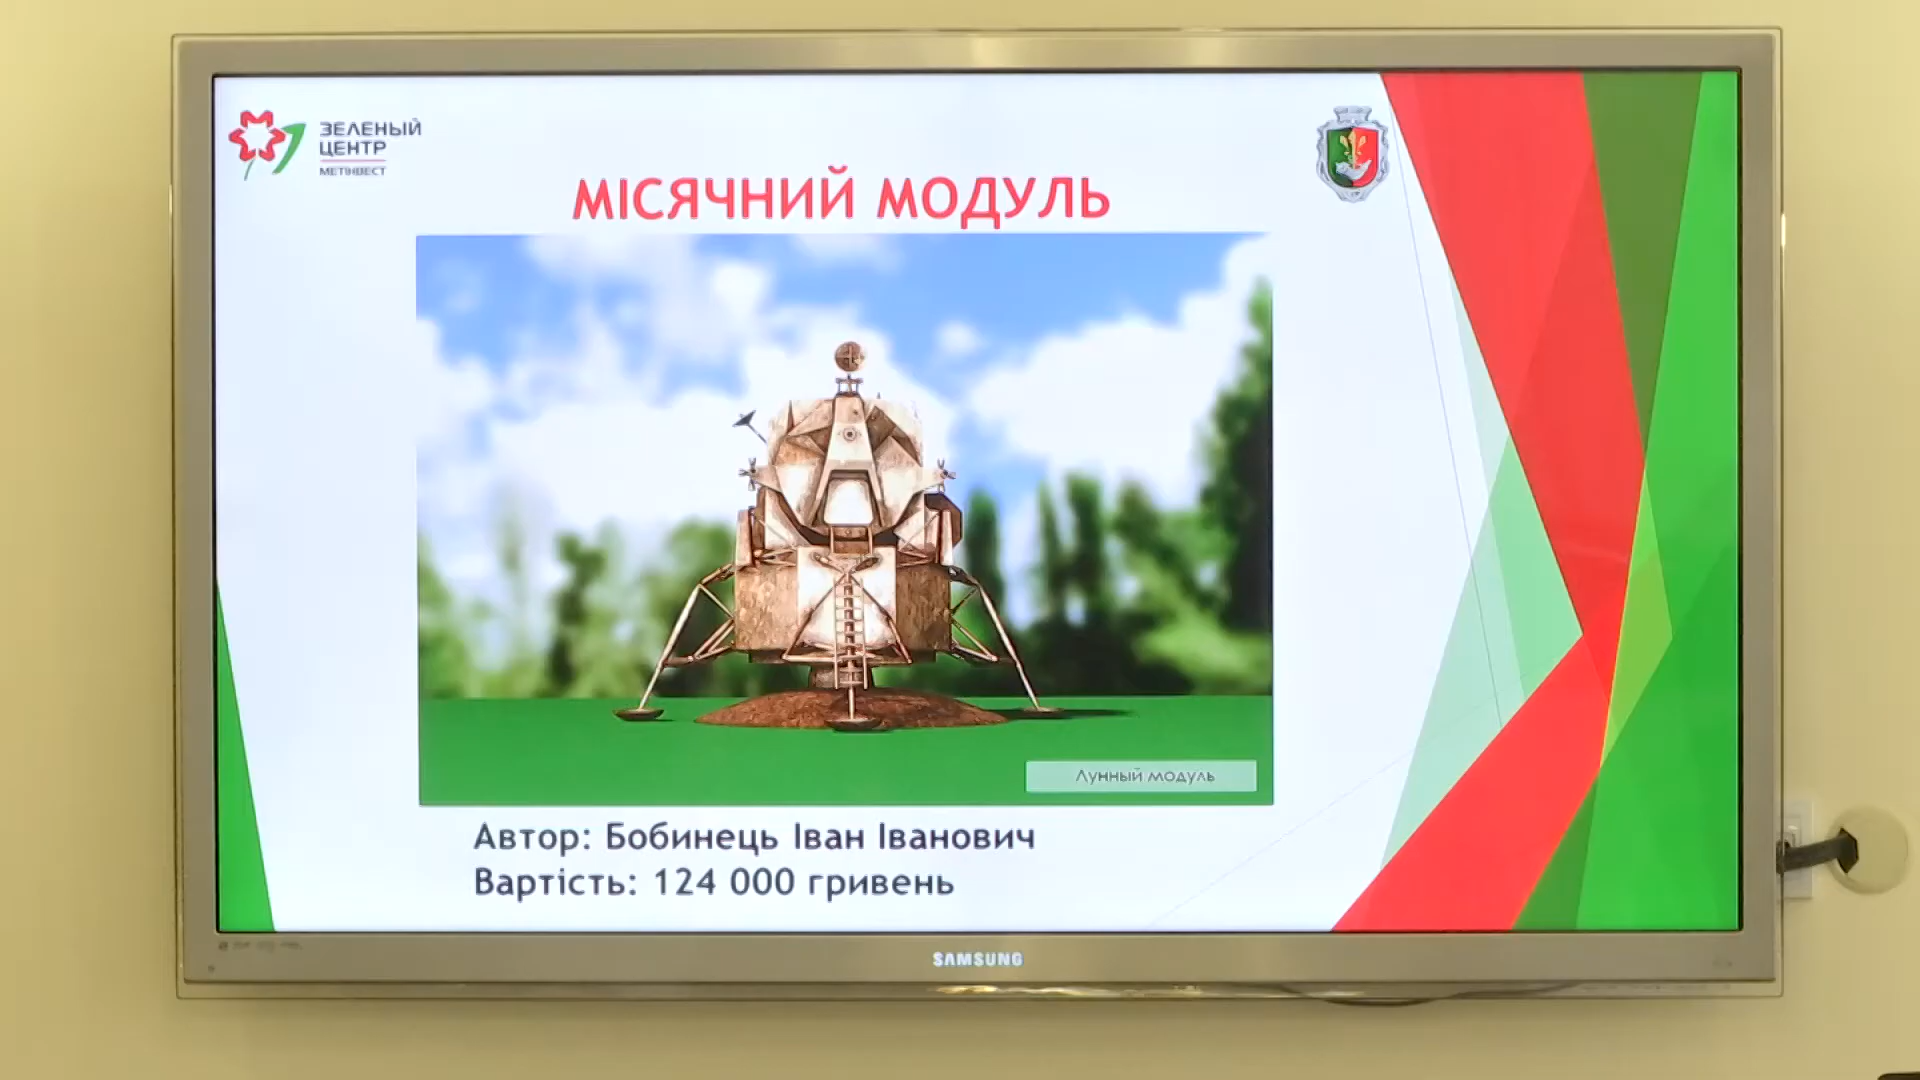 ЗЕЛЕНЫЙ
ЦЕНТР
МЕТІНВЕСТ
МІСЯЧНИЙ МОДУЛЬ
Лунный модуль
Автор: Бобинець Іван Іванович
Вартість: 124 000 гривень
SAMSUNG